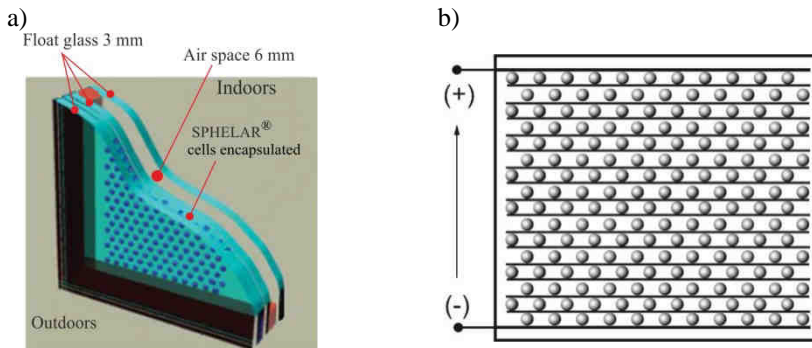 a)
Float glass 3 mm
Air space 6 mm
Indoors
SPHELAR®
cells encapsulated
Outdoors
b)
(+)
(-)